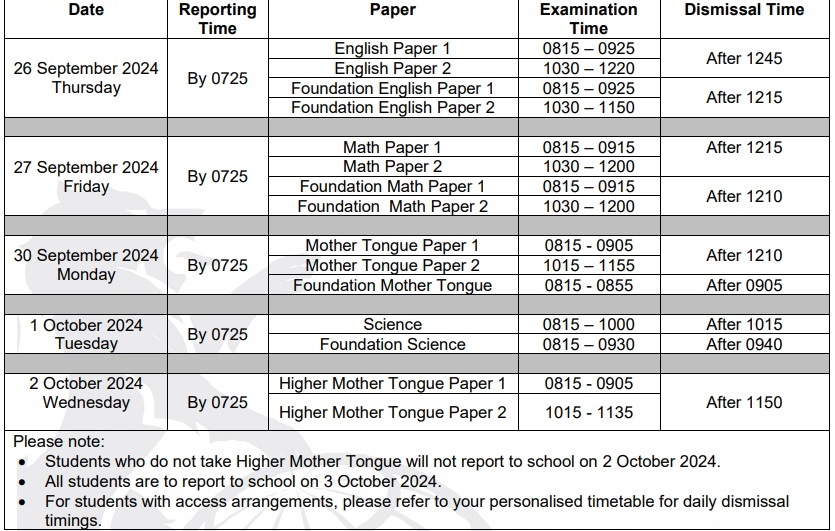 Date Reporting Time Paper Examination Time Dismissal Time
26 September 2024 Thursday By 0725 English Paper 1 0815 – 0925 After 1245
English Paper 2 1030 – 1220
Foundation English Paper 1 0815 – 0925 After 1215
Foundation English Paper 2 1030 – 1150
27 September 2024 Friday By 0725 Math Paper 1 0815 – 0915 After 1215
Math Paper 2 1030 – 1200
Foundation Math Paper 1 0815 – 0915 After 1210
Foundation Math Paper 2 1030 – 1200
30 September 2024 Monday By 0725 Mother Tongue Paper 1 0815 - 0905 After 1210
Mother Tongue Paper 2 1015 – 1155
Foundation Mother Tongue 0815 - 0855 After 0905
1 October 2024 Tuesday By 0725 Science 0815 – 1000 After 1015
Foundation Science 0815 – 0930 After 0940
2 October 2024 Wednesday By 0725 Higher Mother Tongue Paper 1 0815 - 0905 After 1150
Higher Mother Tongue Paper 2 1015 - 1135
Please note:
• Students who do not take Higher Mother Tongue will not report to school on 2 October 2024.
• All students are to report to school on 3 October 2024.
• For students with access arrangements, please refer to your personalised timetable for daily dismissal
timings.